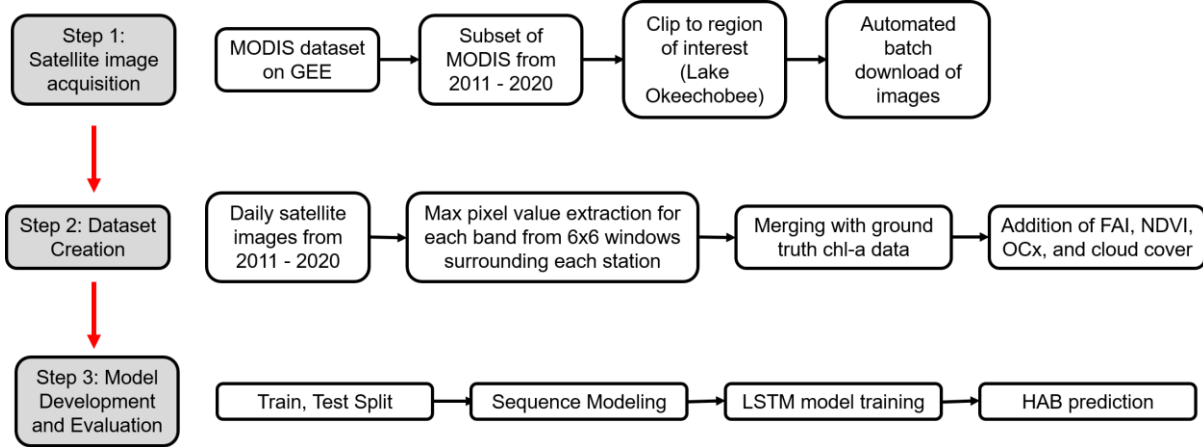 Step 1:
Satellite image
acquisition
MODIS dataset
on GEE
Subset of
MODIS from
2011 - 2020
Clip to region
of interest
(Lake
Okeechobee)
Automated
batch
download of
images
Step 2: Dataset
Creation
Daily satellite
images from
2011 - 2020
Max pixel value extraction for
each band from 6x6 windows
surrounding each station
Merging with ground
truth chl-a data
Addition of FAI, NDVI,
OCx, and cloud cover
Step 3: Model
Development
and Evaluation
Train, Test Split
Sequence Modeling
LSTM model training
HAB prediction